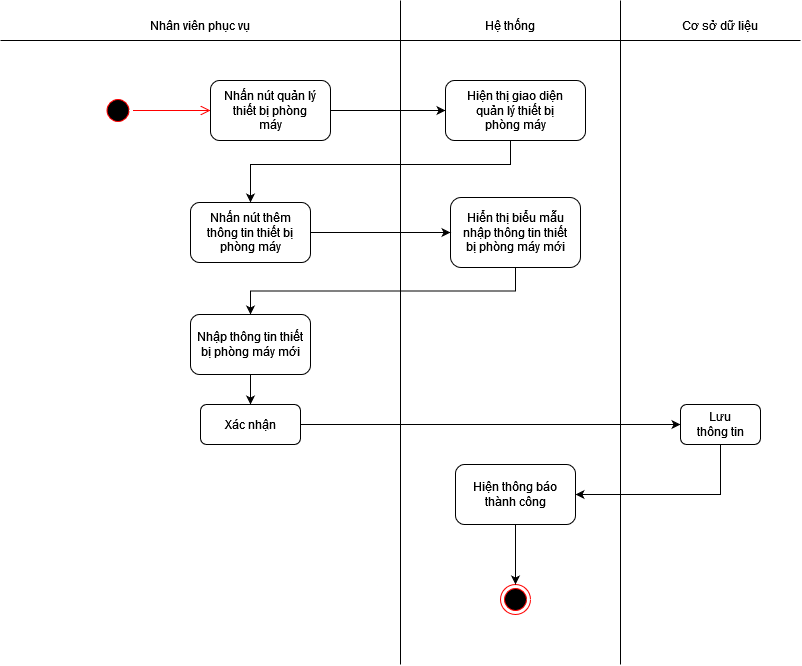 Nhân viên phục vụ
Hệ thống
Cơ sở dữ liệu
Nhấn nút quản lý
thiết bị phòng
máy
Hiện thị giao diện
quản lý thiết bị
phòng máy
Nhấn nút thêm
thông tin thiết bị
phòng máy
Hiển thị biểu mẫu
nhập thông tin thiết
bị phòng máy mới
Nhập thông tin thiết
bị phòng máy mới
Xác nhận
Lưu
thông tin
Hiện thông báo
thành công